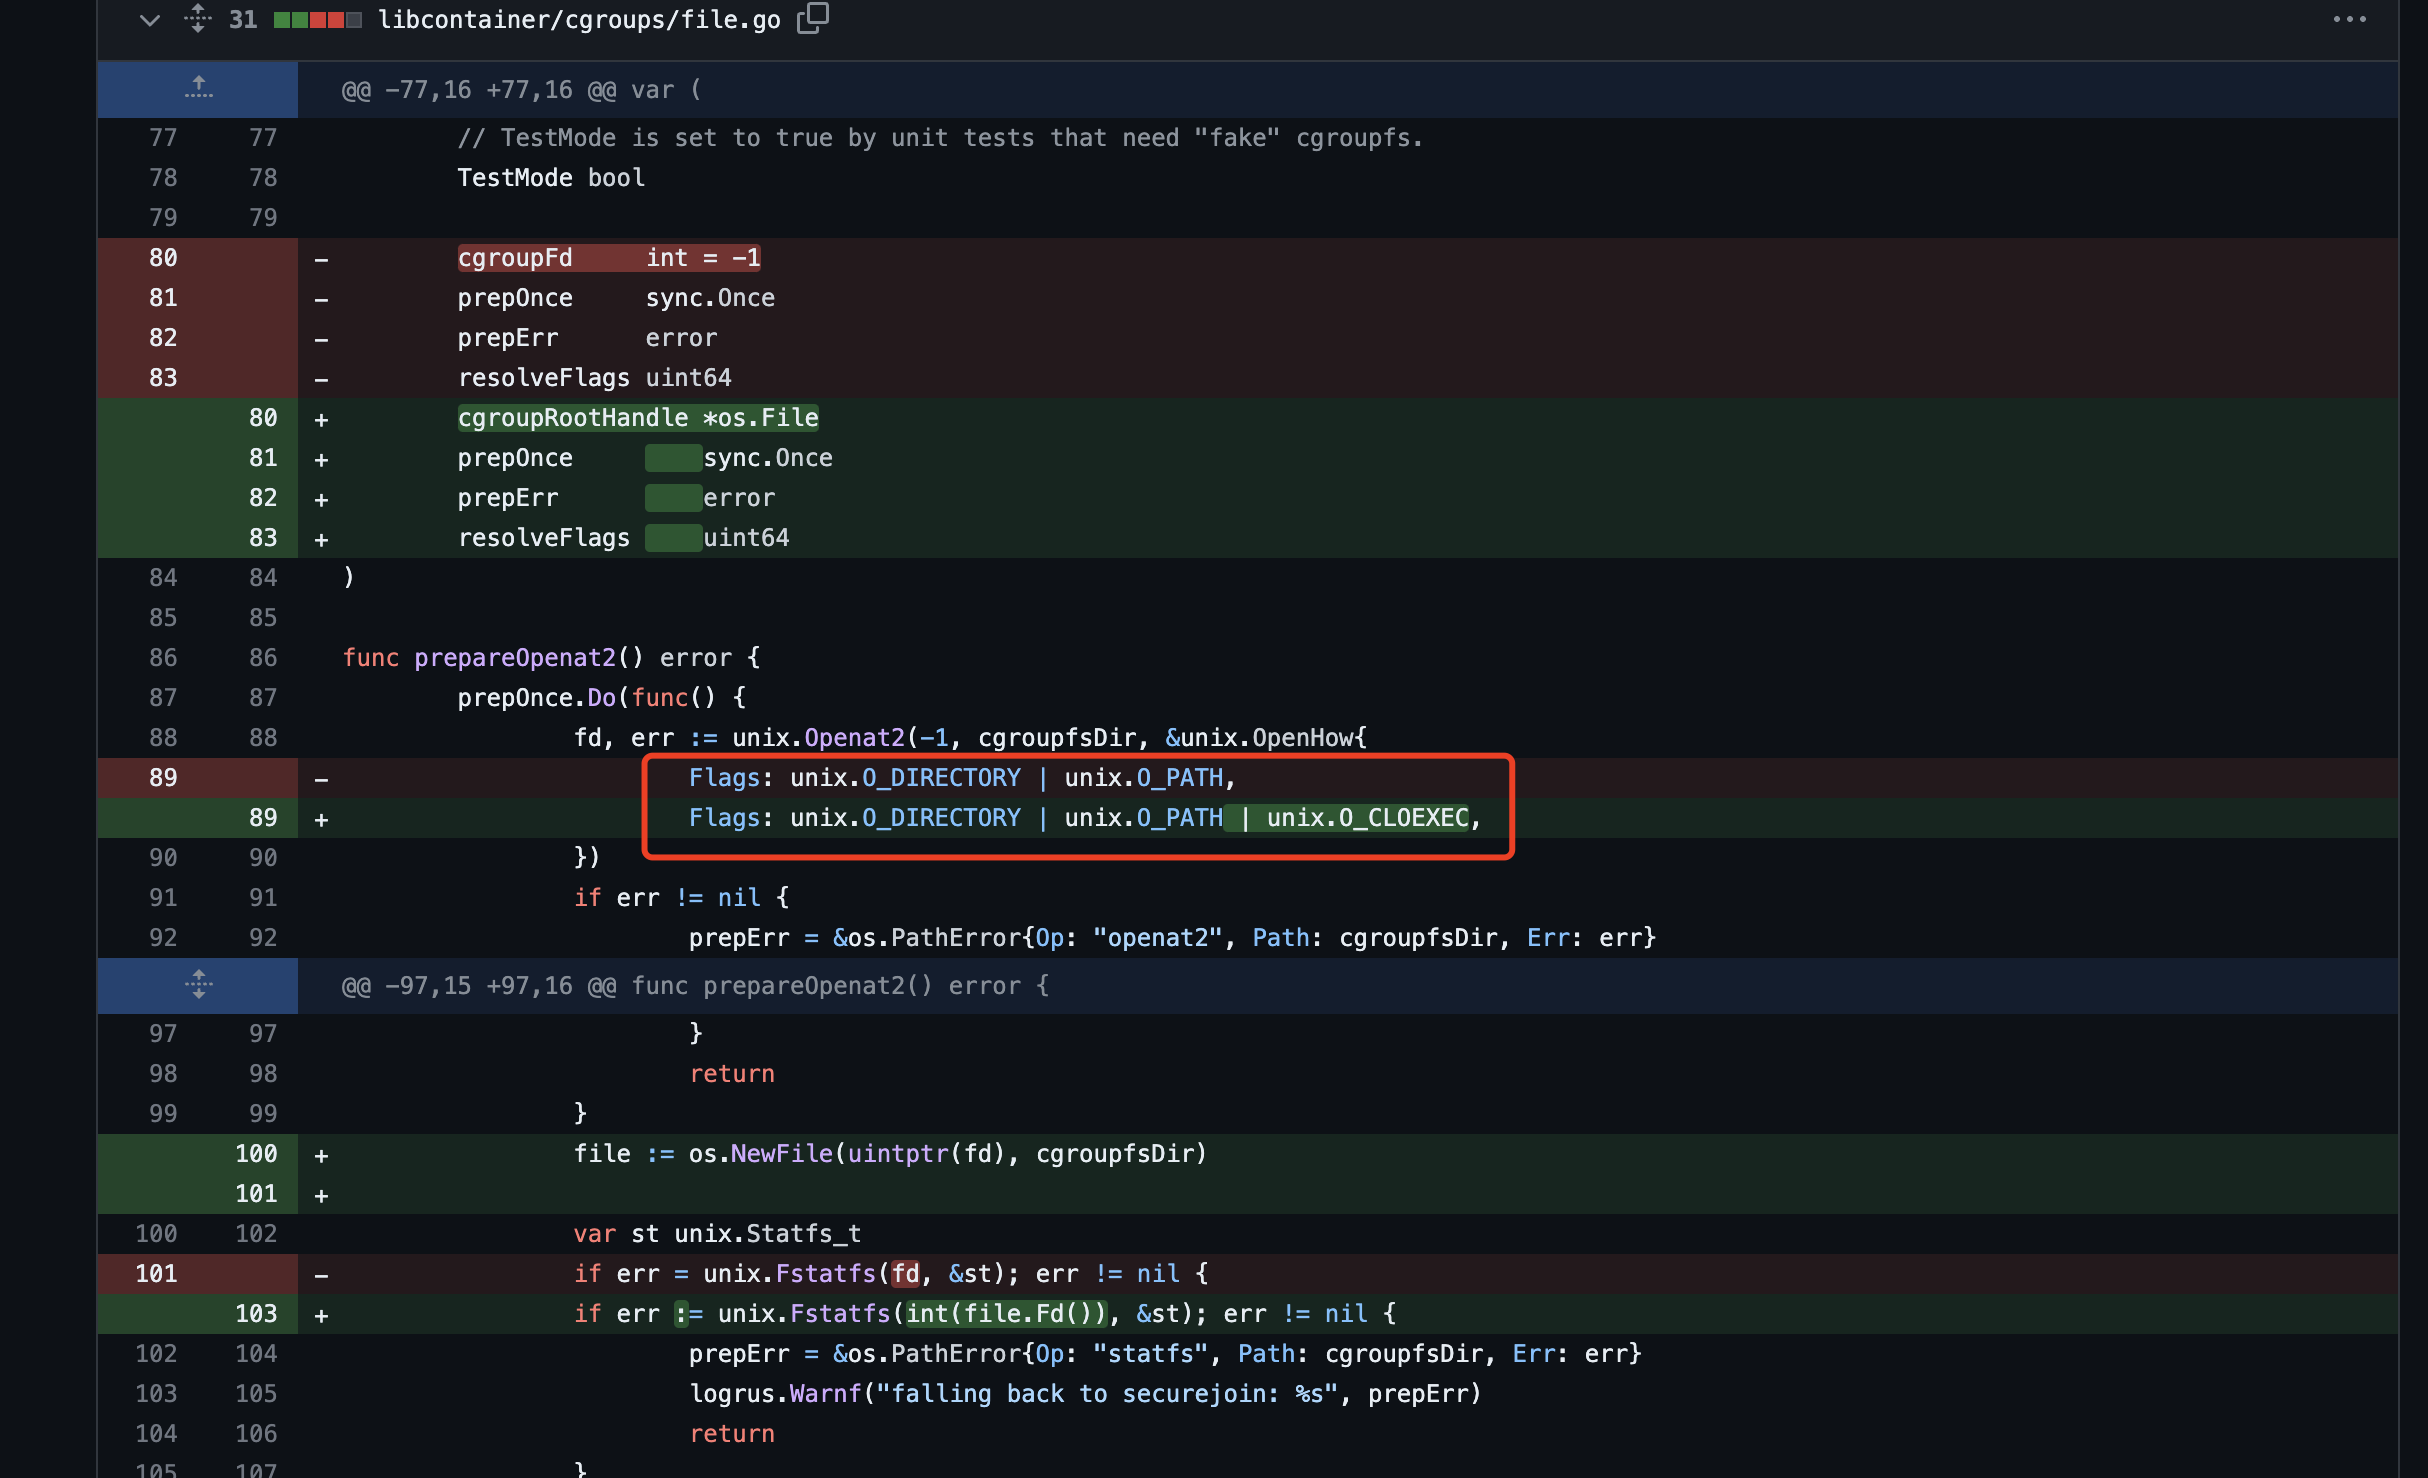 31 libcontainer/cgroups/file.go
@@ -77,16 +77,16 @@ var (
77 77 // TestMode is set to true by unit tests that need "fake" cgroupfs.
78 78 TestMode bool
79 79
80 - cgroupFd int = -1
81 - prepOnce sync.Once
82 - prepErr error
83 - resolveFlags uint64
80 + cgroupRootHandle *os.File
81 + prepOnce sync.Once
82 + prepErr error
83 + resolveFlags uint64
84 84 )
85 85
86 86 func prepareOpenat2() error {
87 87 prepOnce.Do(func() {
88 88 fd, err := unix.Openat2(-1, cgroupfsDir, &unix.OpenHow{
89 - Flags: unix.O_DIRECTORY | unix.O_PATH,
89 + Flags: unix.O_DIRECTORY | unix.O_PATH | unix.O_CLOEXEC,
90 90 })
91 91 if err != nil {
92 92 prepErr = &os.PathError{Op: "openat2", Path: cgroupfsDir, Err: err}
@@ -97,15 +97,16 @@ func prepareOpenat2() error {
97 97 }
98 98 return
99 99 }
100 + file := os.NewFile(uintptr(fd), cgroupfsDir)
101 +
100 102 var st unix.Statfs_t
101 - if err = unix.Fstatfs(fd, &st); err != nil {
103 + if err := unix.Fstatfs(int(file.Fd()), &st); err != nil {
102 104 prepErr = &os.PathError{Op: "statfs", Path: cgroupfsDir, Err: err}
103 105 logrus.Warnf("falling back to securejoin: %s", prepErr)
104 106 return
105 107 }